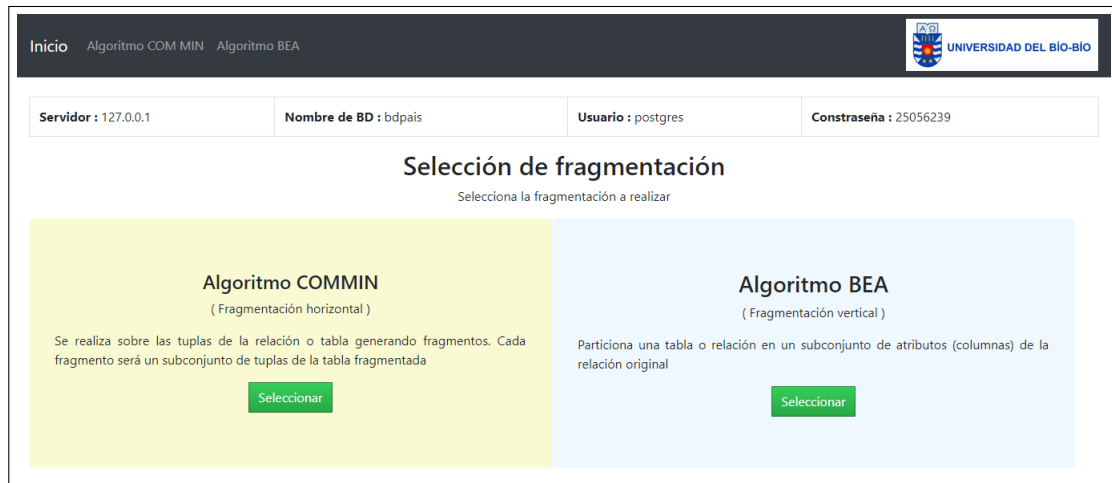 Inicio Algoritmo COM MIN Algoritmo BEA
UNIVERSIDAD DEL BÍO-BÍO
Servidor : 127.0.0.1 Nombre de BD : bdpais Usuario : postgres Constraseña : 25056239
Selección de fragmentación
Selecciona la fragmentación a realizar
Algoritmo COMMIN
( Fragmentación horizontal )
Se realiza sobre las tuplas de la relación o tabla generando fragmentos. Cada
fragmento será un subconjunto de tuplas de la tabla fragmentada
Seleccionar
Algoritmo BEA
( Fragmentación vertical )
Particiona una tabla o relación en un subconjunto de atributos (columnas) de la
relación original
Seleccionar